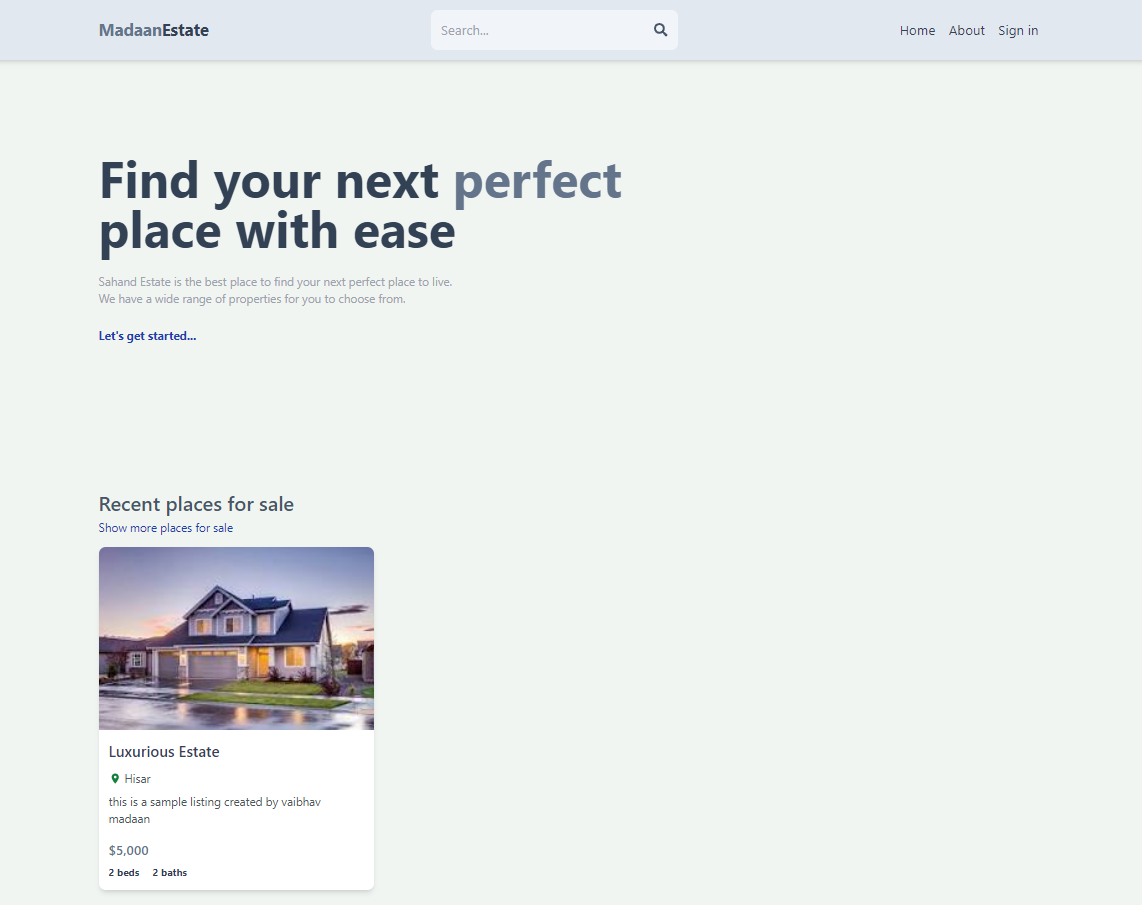 MadaanEstate
Search...
Home About Sign in
Find your next perfect
place with ease
Sahand Estate is the best place to find your next perfect place to live.
We have a wide range of properties for you to choose from.
Let's get started...
Recent places for sale
Show more places for sale
Luxurious Estate
Hisar
this is a sample listing created by vaibhav
madaan
$5,000
2 beds 2 baths